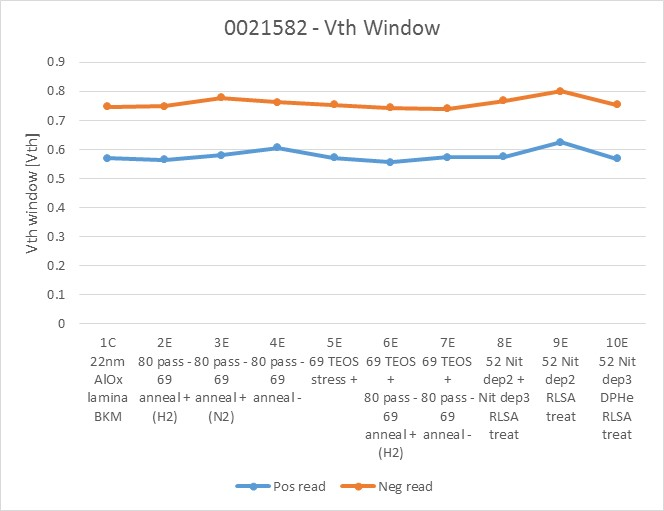 0021582 - Vth Window
0.9
0.8
0.7
0.6
0.5
0.4
0.3
0.2
0.1
0
Vth window [Vth]
1C
22nm
AlOx
lamina
BKM
2E
80 pass -
69
anneal +
(H2)
3E
80 pass -
69
anneal +
(N2)
4E
80 pass -
69
anneal -
5E
69 TEOS
stress +
6E
69 TEOS
+
80 pass -
69
anneal +
(H2)
7E
69 TEOS
+
80 pass -
69
anneal -
8E
52 Nit
dep2 +
Nit dep3
RLSA
treat
9E
52 Nit
dep2
RLSA
treat
10E
52 Nit
dep3
DPHe
RLSA
treat
Pos read
Neg read